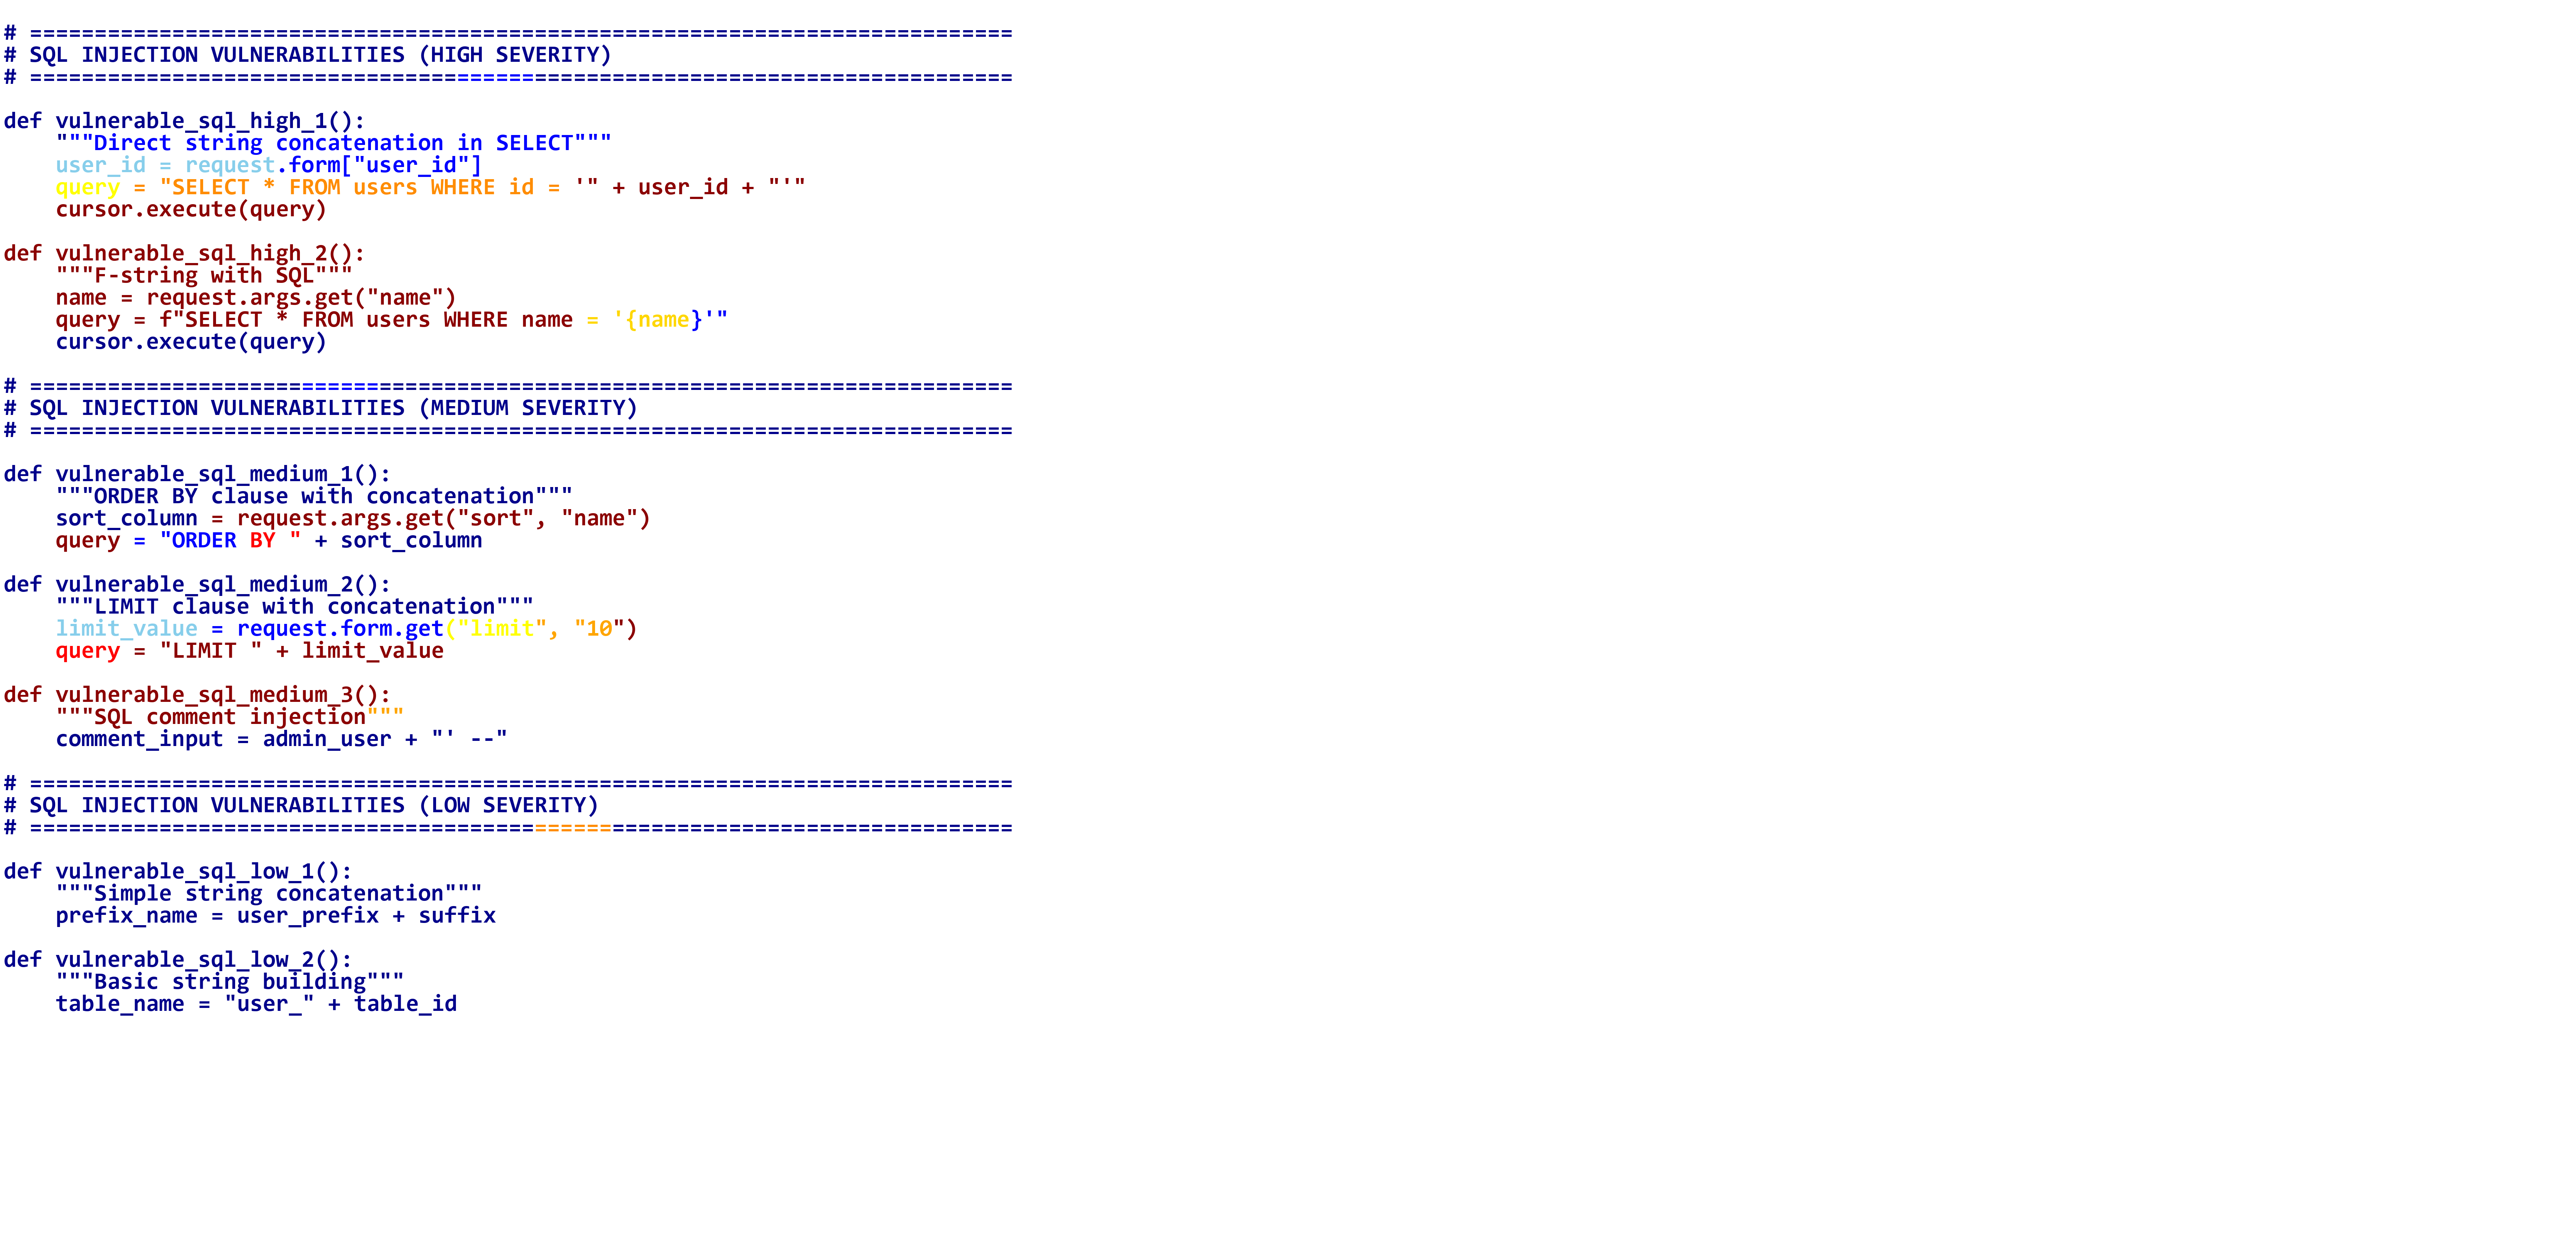 # ============================================================================
# SQL INJECTION VULNERABILITIES (HIGH SEVERITY)
# ============================================================================

def vulnerable_sql_high_1():
    """Direct string concatenation in SELECT"""
    user_id = request.form["user_id"]
    query = "SELECT * FROM users WHERE id = '" + user_id + "'"
    cursor.execute(query)

def vulnerable_sql_high_2():
    """F-string with SQL"""
    name = request.args.get("name")
    query = f"SELECT * FROM users WHERE name = '{name}'"
    cursor.execute(query)

# ============================================================================
# SQL INJECTION VULNERABILITIES (MEDIUM SEVERITY)
# ============================================================================

def vulnerable_sql_medium_1():
    """ORDER BY clause with concatenation"""
    sort_column = request.args.get("sort", "name")
    query = "ORDER BY " + sort_column

def vulnerable_sql_medium_2():
    """LIMIT clause with concatenation"""
    limit_value = request.form.get("limit", "10")
    query = "LIMIT " + limit_value

def vulnerable_sql_medium_3():
    """SQL comment injection"""
    comment_input = admin_user + "' --"

# ============================================================================
# SQL INJECTION VULNERABILITIES (LOW SEVERITY)
# ============================================================================

def vulnerable_sql_low_1():
    """Simple string concatenation"""
    prefix_name = user_prefix + suffix

def vulnerable_sql_low_2():
    """Basic string building"""
    table_name = "user_" + table_id